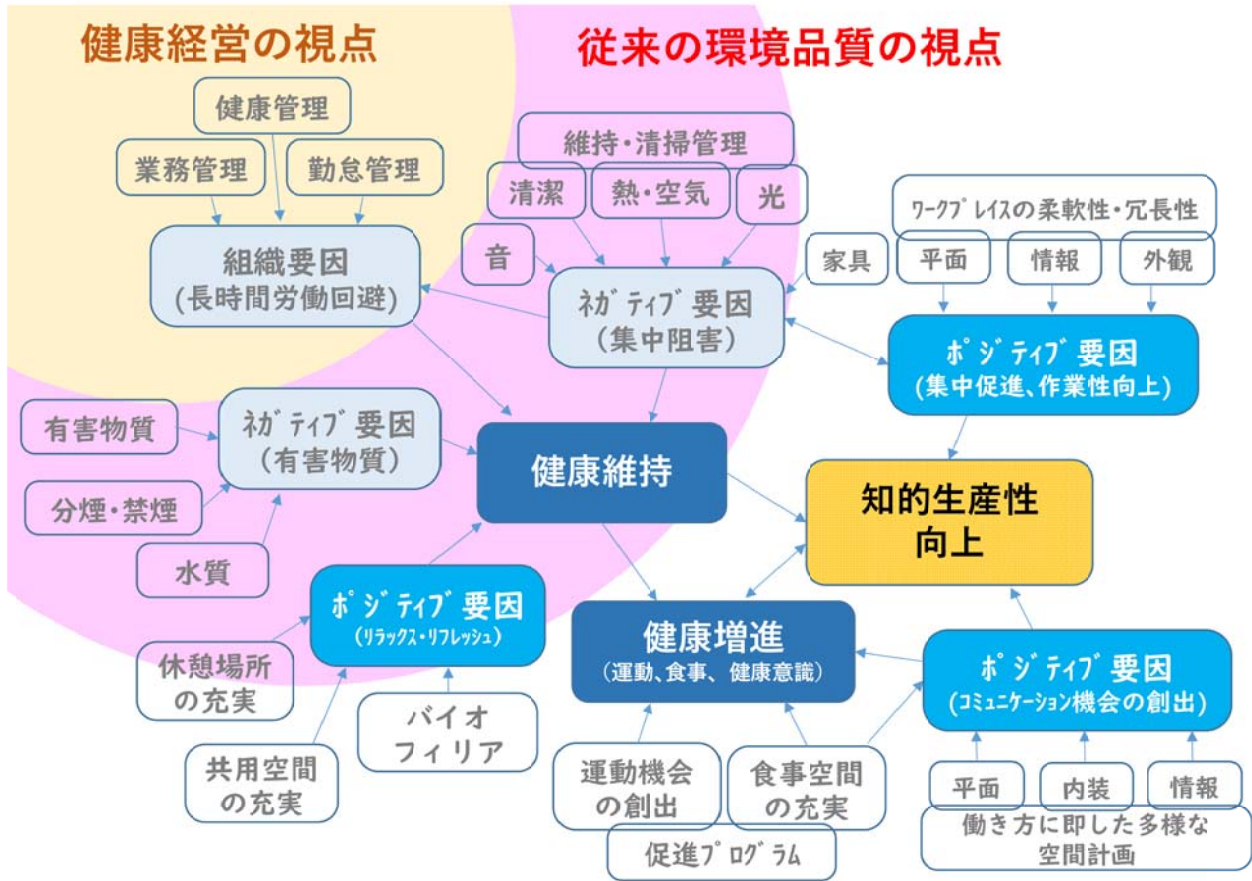 健康経営の視点
従来の環境品質の視点
健康管理
業務管理
勤怠管理
組織要因
(長時間労働回避)
維持・清掃管理
清潔
熱・空気
光
音
ネガティブ要因
(集中阻害)
家具
ワークプレイスの柔軟性・冗長性
平面
情報
外観
ポジティブ要因
(集中促進、作業性向上)
有害物質
分煙・禁煙
水質
ネガティブ要因
(有害物質)
健康維持
知的生産性
向上
ポジティブ要因
(リラックス・リフレッシュ)
休憩場所
の充実
共用空間
の充実
バイオ
フィリア
健康増進
(運動、食事、健康意識)
運動機会
の創出
食事空間
の充実
促進プログラム
ポジティブ要因
(コミュニケーション機会の創出)
平面
内装
情報
働き方に即した多様な
空間計画